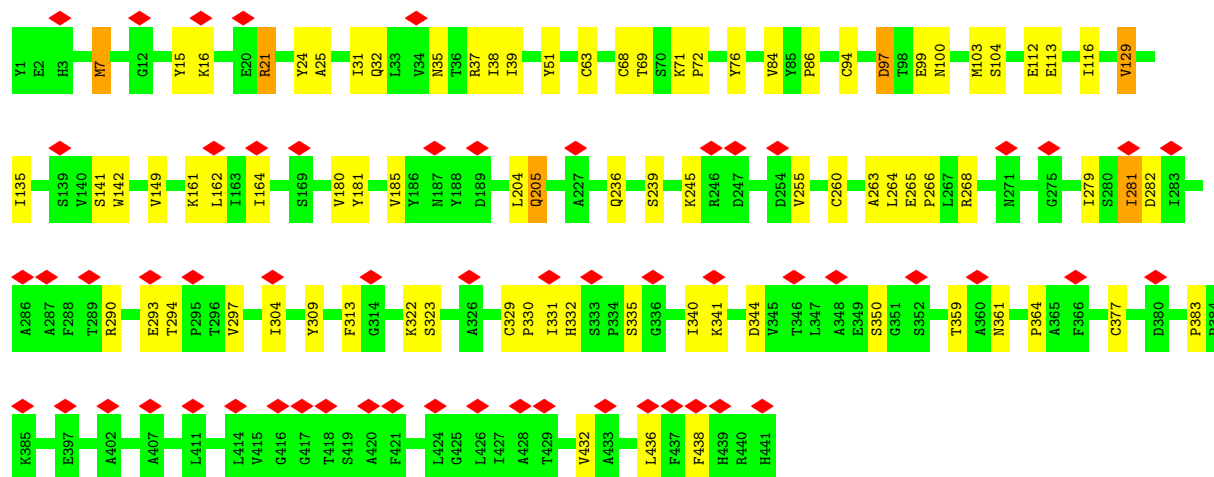 Y1 E2 H3 M7 G12 Y15 K16 E20 R21 Y24 A25 I31 Q32 L33 V34 N35 T36 R37 I38 I39 Y51 C63 C68 T69 S70 K71 P72 Y76 V84 Y85 P86 C94 D97 T98 E99 N100 M103 S104 E112 E113 I116 V129
I135 S139 V140 S141 W142 V149 K161 L162 I163 I164 S169 V180 Y181 V185 Y186 N187 Y188 D189 L204 Q205 A227 Q236 S239 K245 R246 D247 D254 V255 C260 A263 L264 E265 P266 L267 R268 N271 G275 I279 S280 I281 D282 I283
A286 A287 F288 T289 R290 E293 T294 P295 T296 V297 I304 Y309 F313 G314 K322 S323 A326 C329 P330 I331 H332 S333 P334 S335 G336 I340 K341 D344 V345 T346 L347 A348 E349 S350 G351 S352 T359 A360 N361 P364 A365 F366 C377 D380 P383
K385 E397 A402 A407 L411 L414 V415 G416 G417 T418 S419 A420 F421 L424 G425 L426 I427 A428 T429 V432 A433 L436 F437 F438 H439 R440 H441